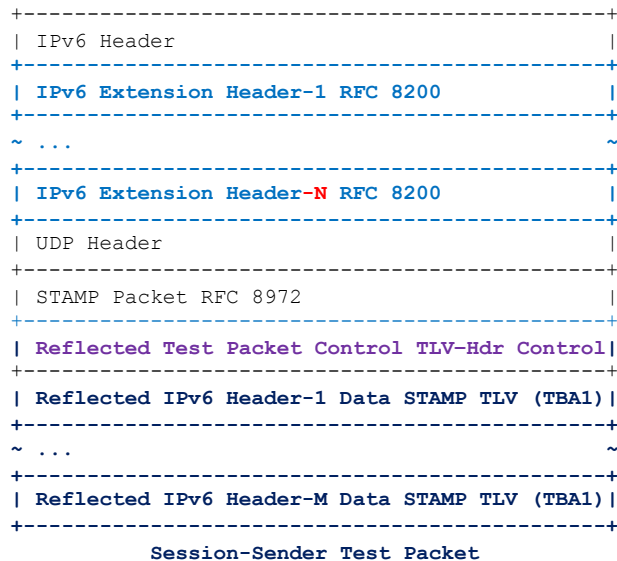 +----------------------------------------------+
| IPv6 Header                                  |
+----------------------------------------------+
| IPv6 Extension Header-1 RFC 8200             |
+----------------------------------------------+
~ ...                                          ~
+----------------------------------------------+
| IPv6 Extension Header-N RFC 8200             |
+----------------------------------------------+
| UDP Header                                   |
+----------------------------------------------+
| STAMP Packet RFC 8972                        |
+----------------------------------------------+
| Reflected Test Packet Control TLV-Hdr Control|
+----------------------------------------------+
| Reflected IPv6 Header-1 Data STAMP TLV (TBA1)|
+----------------------------------------------+
~ ...                                          ~
+----------------------------------------------+
| Reflected IPv6 Header-M Data STAMP TLV (TBA1)|
+----------------------------------------------+
Session-Sender Test Packet